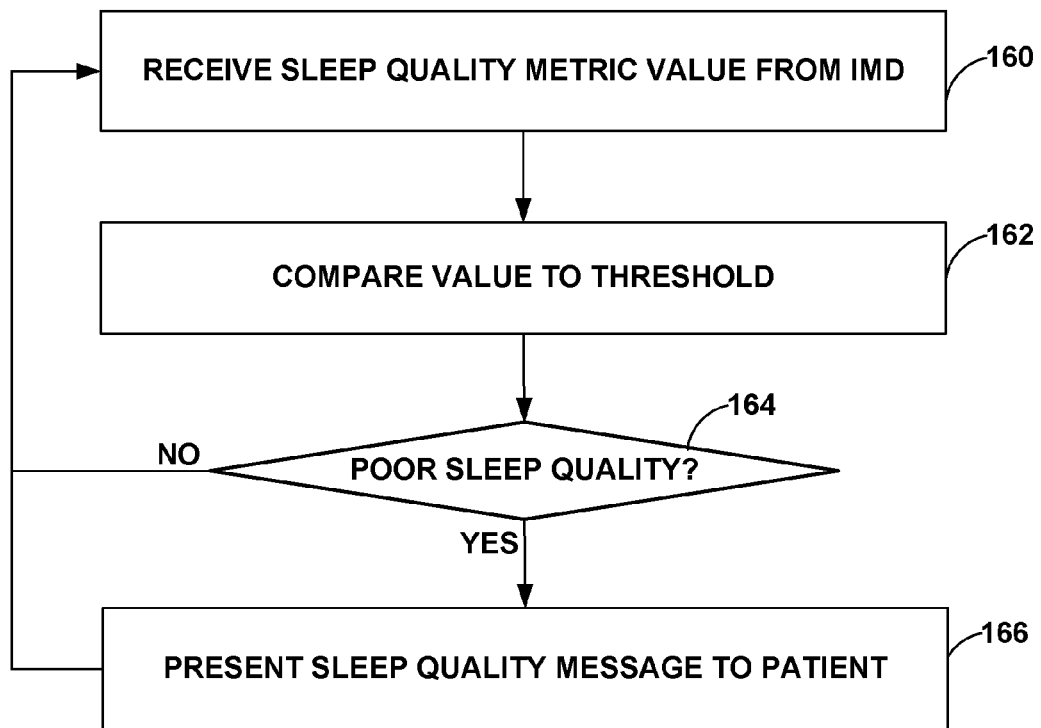 RECEIVE SLEEP QUALITY METRIC VALUE FROM IMD
160
COMPARE VALUE TO THRESHOLD
162
164
POOR SLEEP QUALITY?
NO
YES
PRESENT SLEEP QUALITY MESSAGE TO PATIENT
166